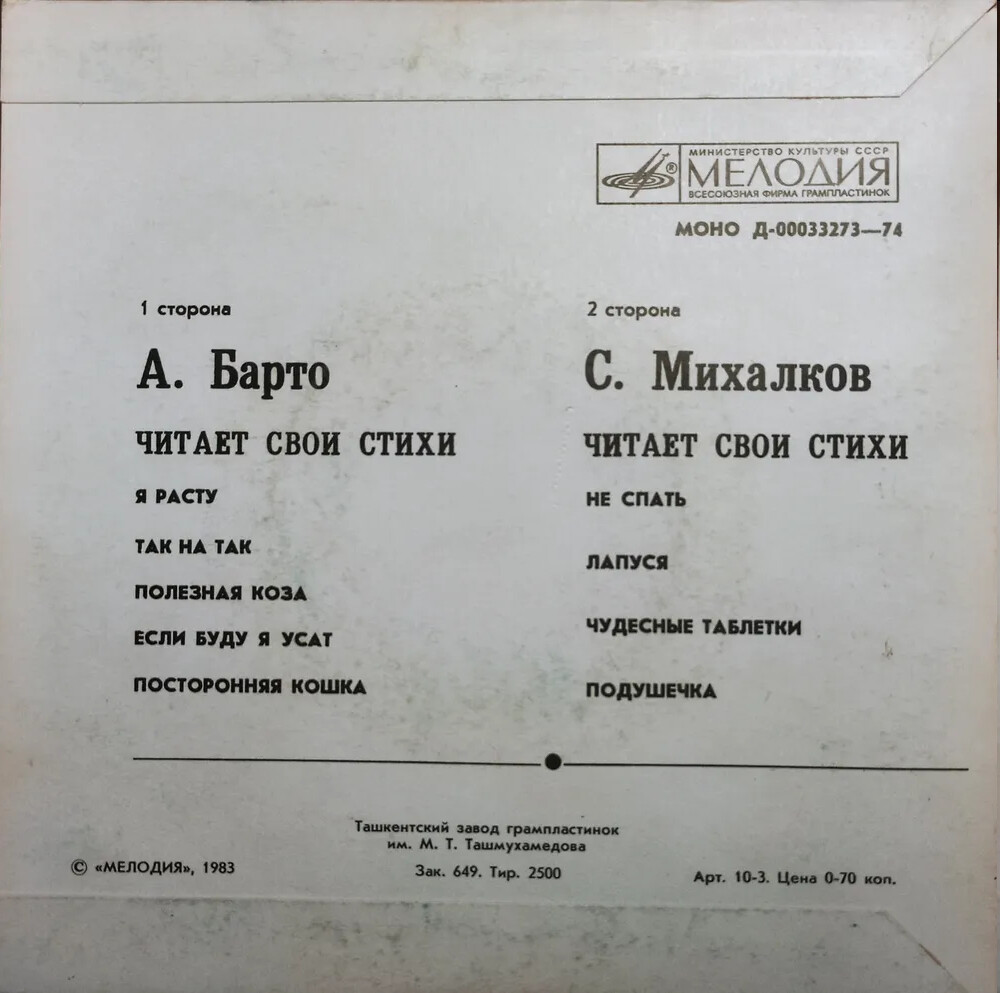 МИНИСТЕРСТВО КУЛЬТУРЫ СССР
МЕЛОДИЯ
ВСЕСОЮЗНАЯ ФИРМА ГРАМПЛАСТИНОК
®
МОНО Д-00033273—74
1 сторона
А. Барто
ЧИТАЕТ СВОИ СТИХИ
Я РАСТУ
ТАК НА ТАК
ПОЛЕЗНАЯ КОЗА
ЕСЛИ БУДУ Я УСАТ
ПОСТОРОННЯЯ КОШКА
2 сторона
С. Михалков
ЧИТАЕТ СВОИ СТИХИ
НЕ СПАТЬ
ЛАПУСЯ
ЧУДЕСНЫЕ ТАБЛЕТКИ
ПОДУШЕЧКА
© «МЕЛОДИЯ», 1983
Ташкентский завод грампластинок
им. М. Т. Ташмухамедова
Зак. 649. Тир. 2500
Арт. 10-3. Цена 0-70 коп.